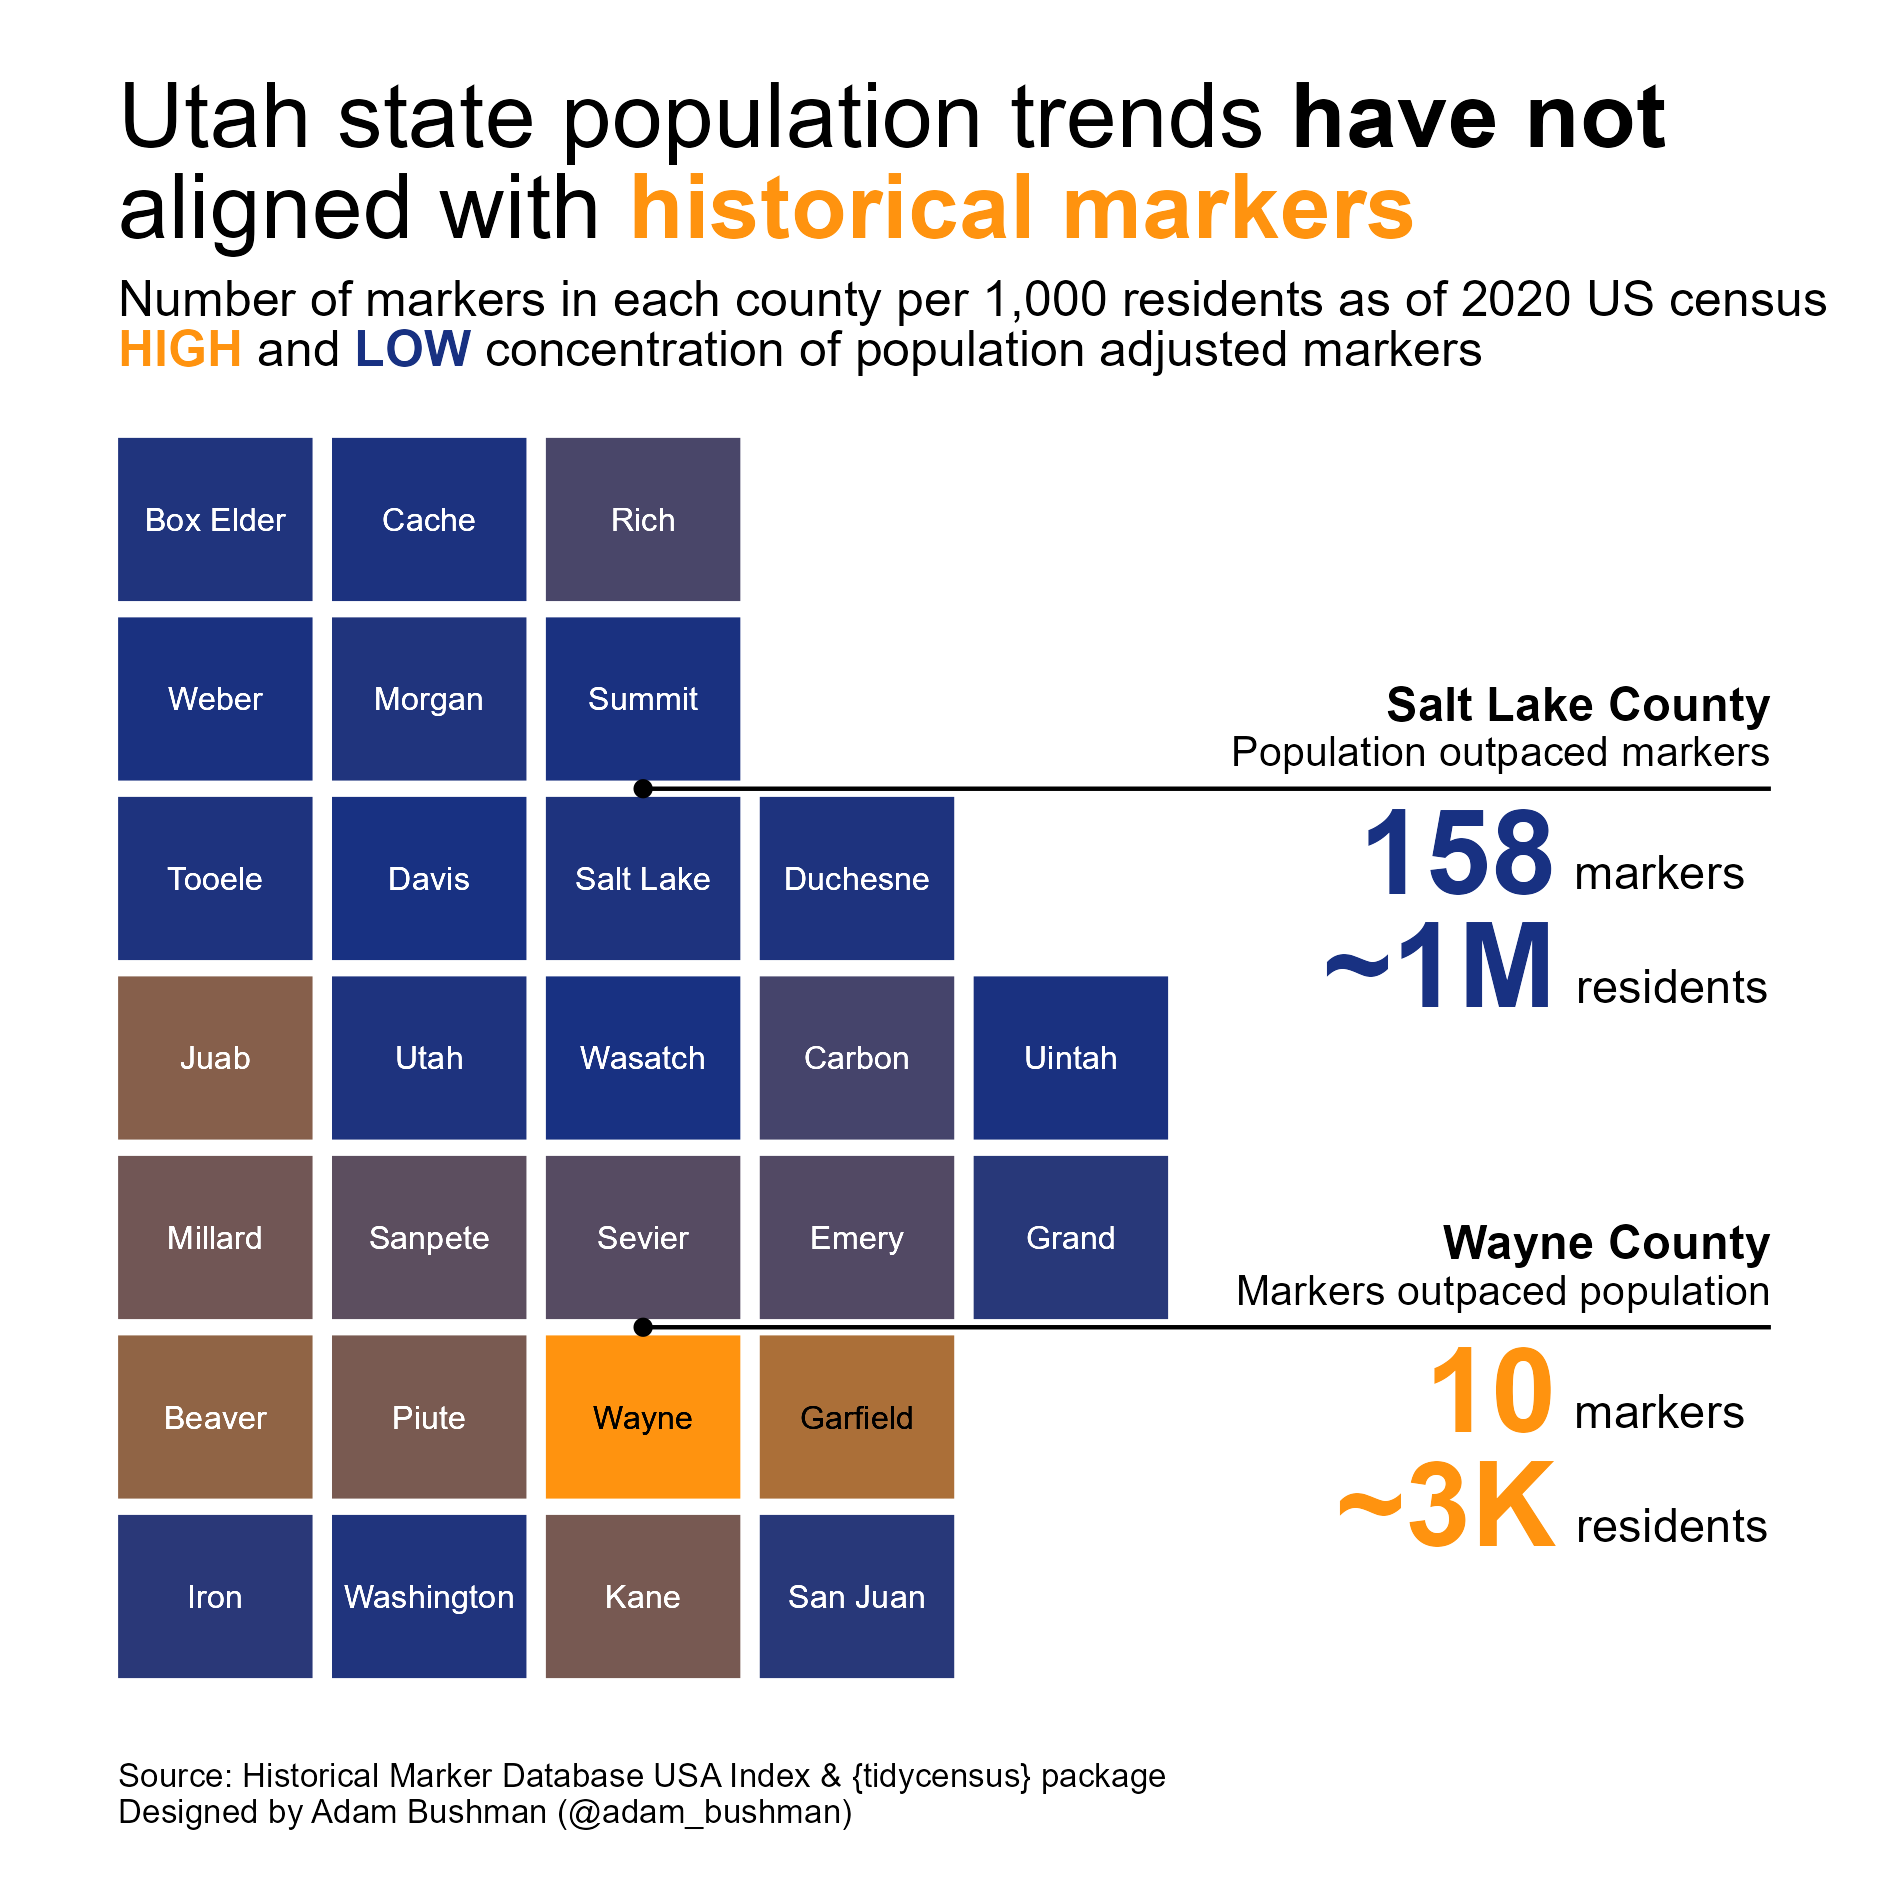 Utah state population trends have not
aligned with historical markers
Number of markers in each county per 1,000 residents as of 2020 US census
HIGH and LOW concentration of population adjusted markers
Box Elder
Cache
Rich
Weber
Morgan
Summit
Salt Lake County
Population outpaced markers
158 markers
~1M residents
Tooele
Davis
Salt Lake
Duchesne
Juab
Utah
Wasatch
Carbon
Uintah
Millard
Sanpete
Sevier
Emery
Grand
Wayne County
Markers outpaced population
10 markers
~3K residents
Beaver
Piute
Wayne
Garfield
Iron
Washington
Kane
San Juan
Source: Historical Marker Database USA Index & {tidycensus} package
Designed by Adam Bushman (@adam_bushman)